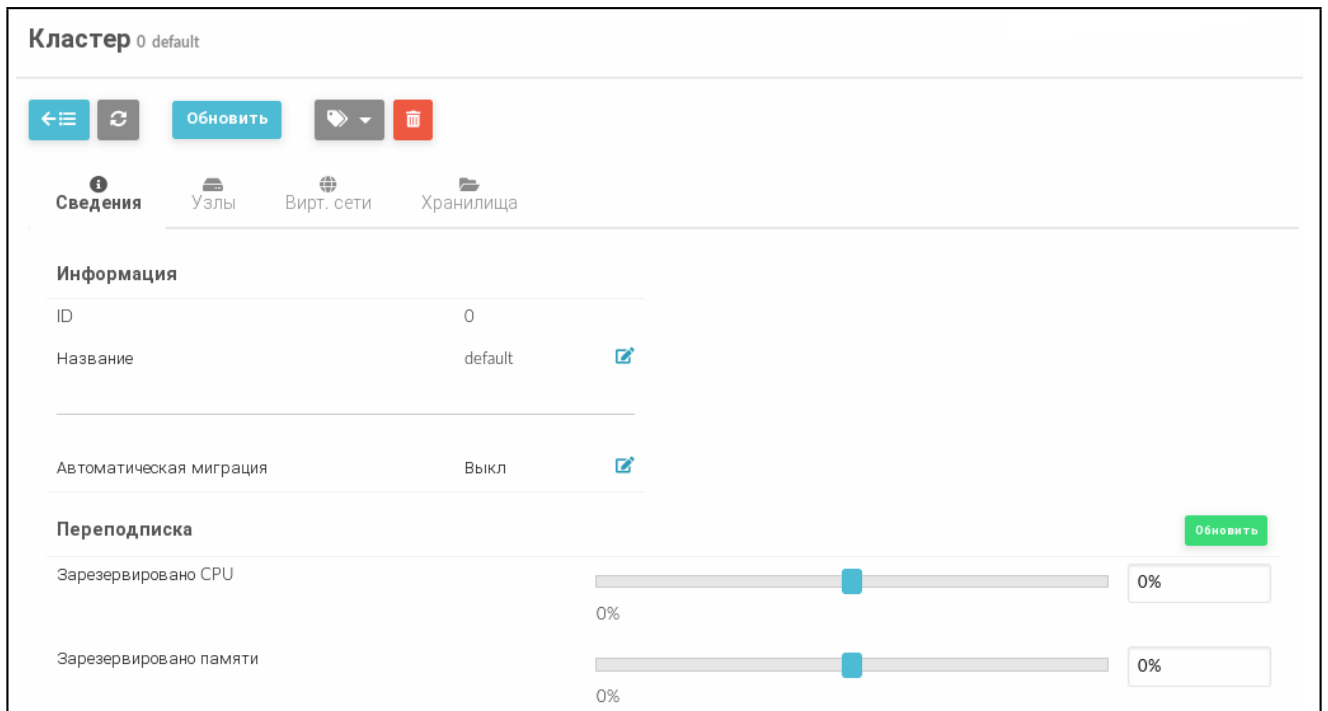 Кластер 0 default
Обновить
Сведения Узлы Вирт. сети Хранилища
Информация
ID 0
Название default
Автоматическая миграция Выкл
Переподписка Обновить
Зарезервировано CPU 0%
0%
Зарезервировано памяти 0%
0%